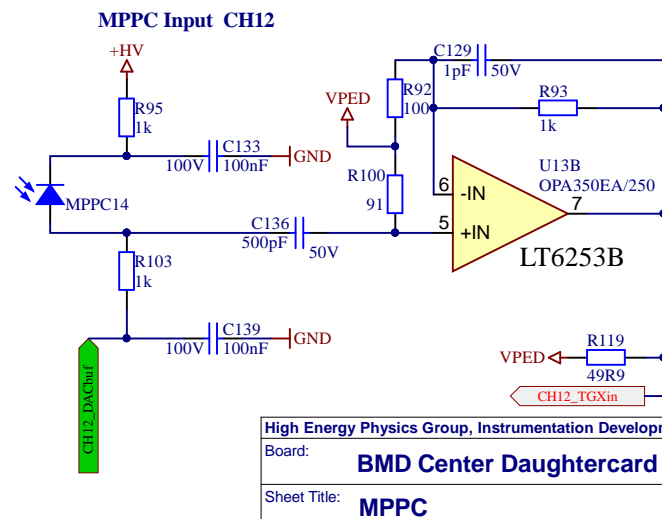 MPPC Input CH12
+HV
R95
1k
C133
100V 100nF
GND
MPPC14
C136
500pF 50V
R103
1k
C139
100V 100nF
GND
CH12_DACbuf
C129
1pF 50V
R92
100
VPED
R93
1k
R100
91
U13B
OPA350EA/250
6 -IN
5 +IN
7
LT6253B
R119
VPED
49R9
CH12_TGXin
High Energy Physics Group, Instrumentation Developm
Board: BMD Center Daughtercard
Sheet Title: MPPC